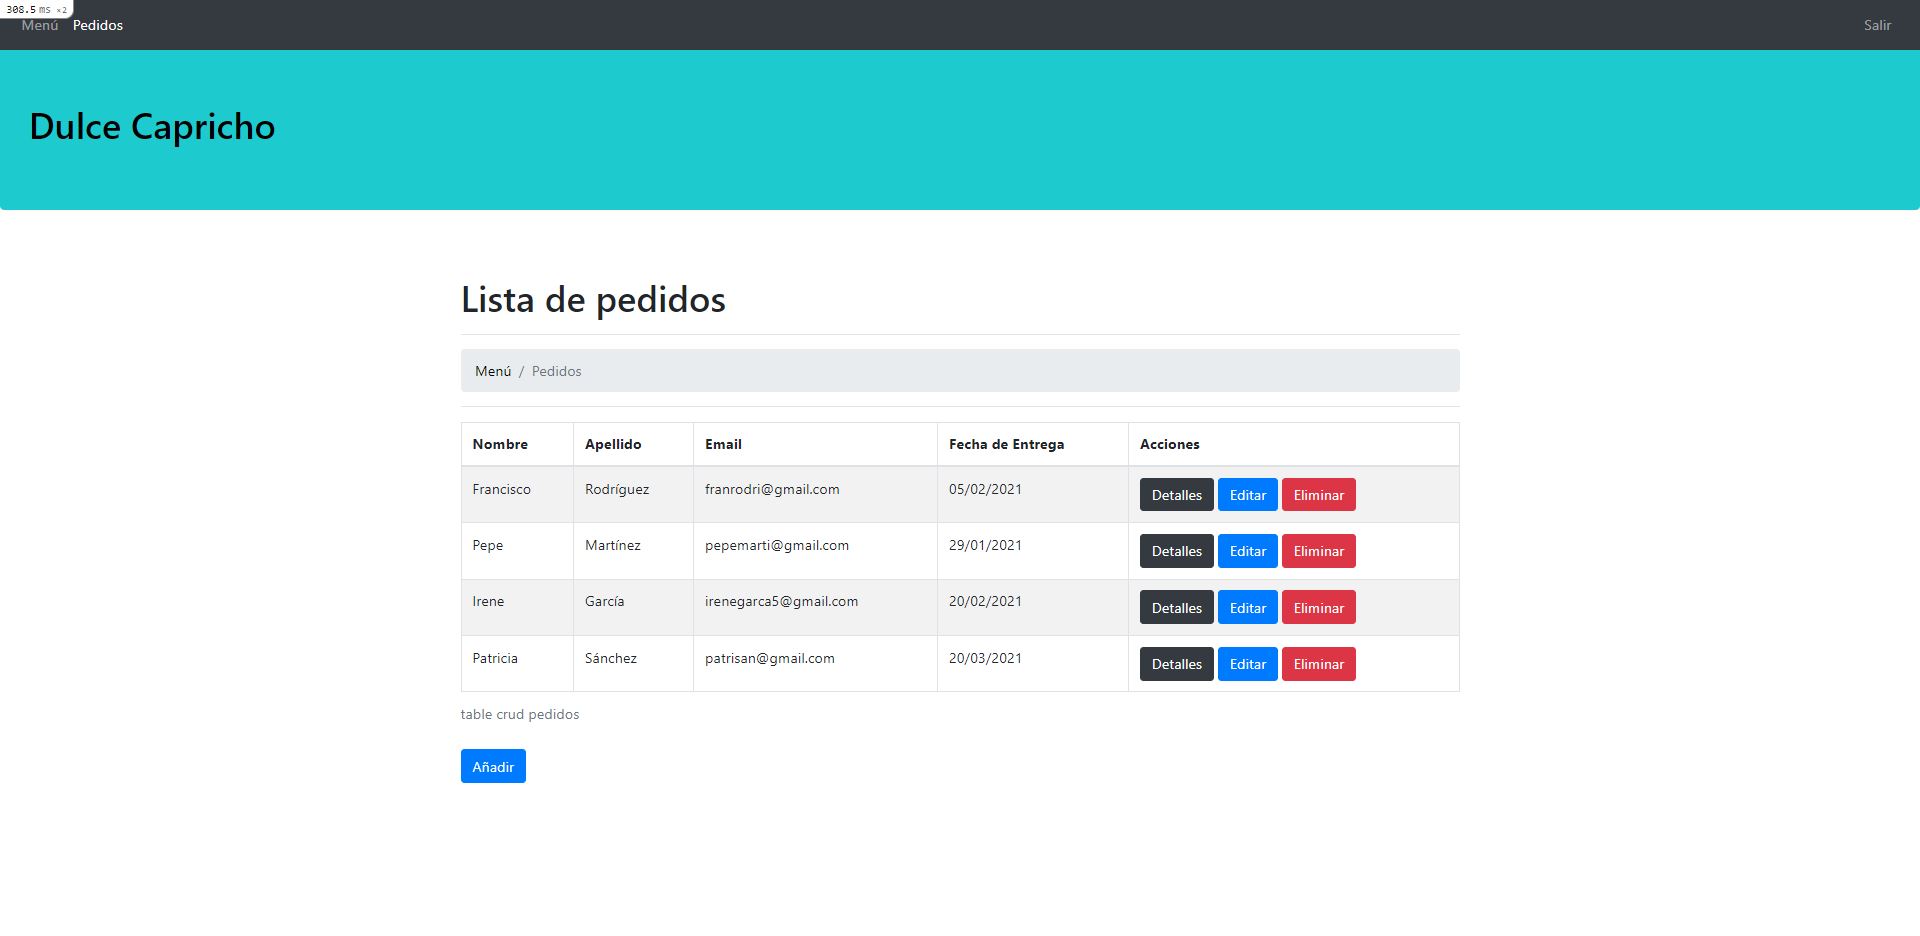 308.5 ms ×2
Menú Pedidos Salir
Dulce Capricho
Lista de pedidos
Menú / Pedidos
Nombre Apellido Email Fecha de Entrega Acciones
Francisco Rodríguez franrodri@gmail.com 05/02/2021 Detalles Editar Eliminar
Pepe Martínez pepemarti@gmail.com 29/01/2021 Detalles Editar Eliminar
Irene García irenegarca5@gmail.com 20/02/2021 Detalles Editar Eliminar
Patricia Sánchez patrisan@gmail.com 20/03/2021 Detalles Editar Eliminar
table crud pedidos
Añadir